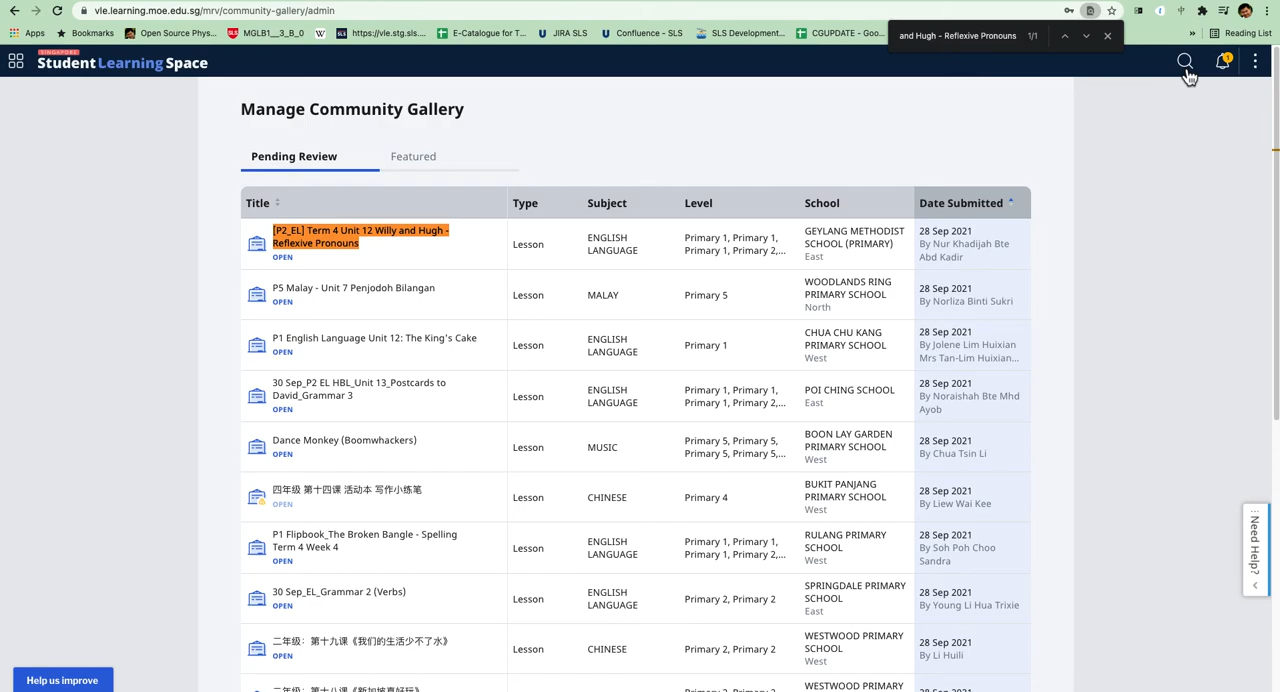 vle.learning.moe.edu.sg/mrv/community-gallery/admin
Apps Bookmarks Open Source Phys... MGLB1__3_B_0 https://vle.stg.sls.... E-Catalogue for T... JIRA SLS Confluence - SLS SLS Development... CGUPDATE - Goo... » Reading List
and Hugh - Reflexive Pronouns 1/1
SINGAPORE
Student Learning Space
1
Manage Community Gallery
Pending Review Featured
Title Type Subject Level School Date Submitted
[P2_EL] Term 4 Unit 12 Willy and Hugh -
Reflexive Pronouns
OPEN
Lesson
ENGLISH
LANGUAGE
Primary 1, Primary 1,
Primary 1, Primary 2,...
GEYLANG METHODIST
SCHOOL (PRIMARY)
East
28 Sep 2021
By Nur Khadijah Bte
Abd Kadir
P5 Malay - Unit 7 Penjodoh Bilangan
OPEN
Lesson
MALAY
Primary 5
WOODLANDS RING
PRIMARY SCHOOL
North
28 Sep 2021
By Norliza Binti Sukri
P1 English Language Unit 12: The King's Cake
OPEN
Lesson
ENGLISH
LANGUAGE
Primary 1
CHUA CHU KANG
PRIMARY SCHOOL
West
28 Sep 2021
By Jolene Lim Huixian
Mrs Tan-Lim Huixian...
30 Sep_P2 EL HBL_Unit 13_Postcards to
David_Grammar 3
OPEN
Lesson
ENGLISH
LANGUAGE
Primary 1, Primary 1,
Primary 1, Primary 2,...
POI CHING SCHOOL
East
28 Sep 2021
By Noraishah Bte Mhd
Ayob
Dance Monkey (Boomwhackers)
OPEN
Lesson
MUSIC
Primary 5, Primary 5,
Primary 5, Primary 5,...
BOON LAY GARDEN
PRIMARY SCHOOL
West
28 Sep 2021
By Chua Tsin Li
四年级 第十四课 活动本 写作小练笔
OPEN
Lesson
CHINESE
Primary 4
BUKIT PANJANG
PRIMARY SCHOOL
West
28 Sep 2021
By Liew Wai Kee
P1 Flipbook_The Broken Bangle - Spelling
Term 4 Week 4
OPEN
Lesson
ENGLISH
LANGUAGE
Primary 1, Primary 1,
Primary 1, Primary 2,...
RULANG PRIMARY
SCHOOL
West
28 Sep 2021
By Soh Poh Choo
Sandra
30 Sep_EL_Grammar 2 (Verbs)
OPEN
Lesson
ENGLISH
LANGUAGE
Primary 2, Primary 2
SPRINGDALE PRIMARY
SCHOOL
East
28 Sep 2021
By Young Li Hua Trixie
二年级：第十九课《我们的生活少不了水》
OPEN
Lesson
CHINESE
Primary 2, Primary 2
WESTWOOD PRIMARY
SCHOOL
West
28 Sep 2021
By Li Huili
二年级：第十八课《新加坡真好玩》
WESTWOOD PRIMARY
28 Sep 2021
Need Help?
Help us improve